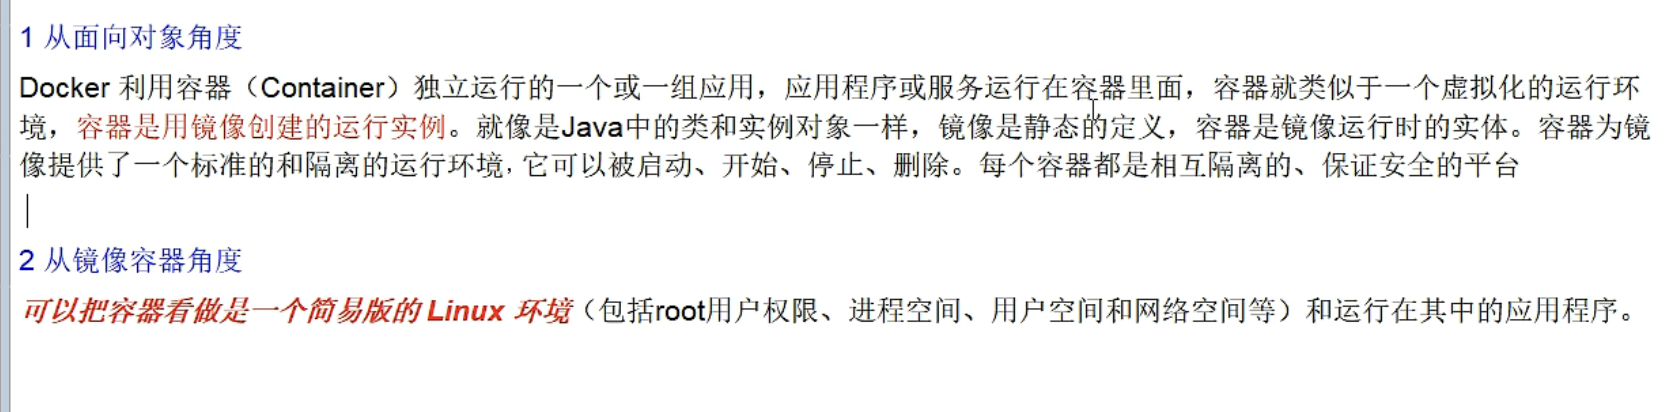 1 从面向对象角度
Docker 利用容器（Container）独立运行的一个或一组应用，应用程序或服务运行在容器里面，容器就类似于一个虚拟化的运行环
境，容器是用镜像创建的运行实例。就像是Java中的类和实例对象一样，镜像是静态的定义，容器是镜像运行时的实体。容器为镜
像提供了一个标准的和隔离的运行环境，它可以被启动、开始、停止、删除。每个容器都是相互隔离的、保证安全的平台
2 从镜像容器角度
可以把容器看做是一个简易版的 Linux 环境（包括root用户权限、进程空间、用户空间和网络空间等）和运行在其中的应用程序。